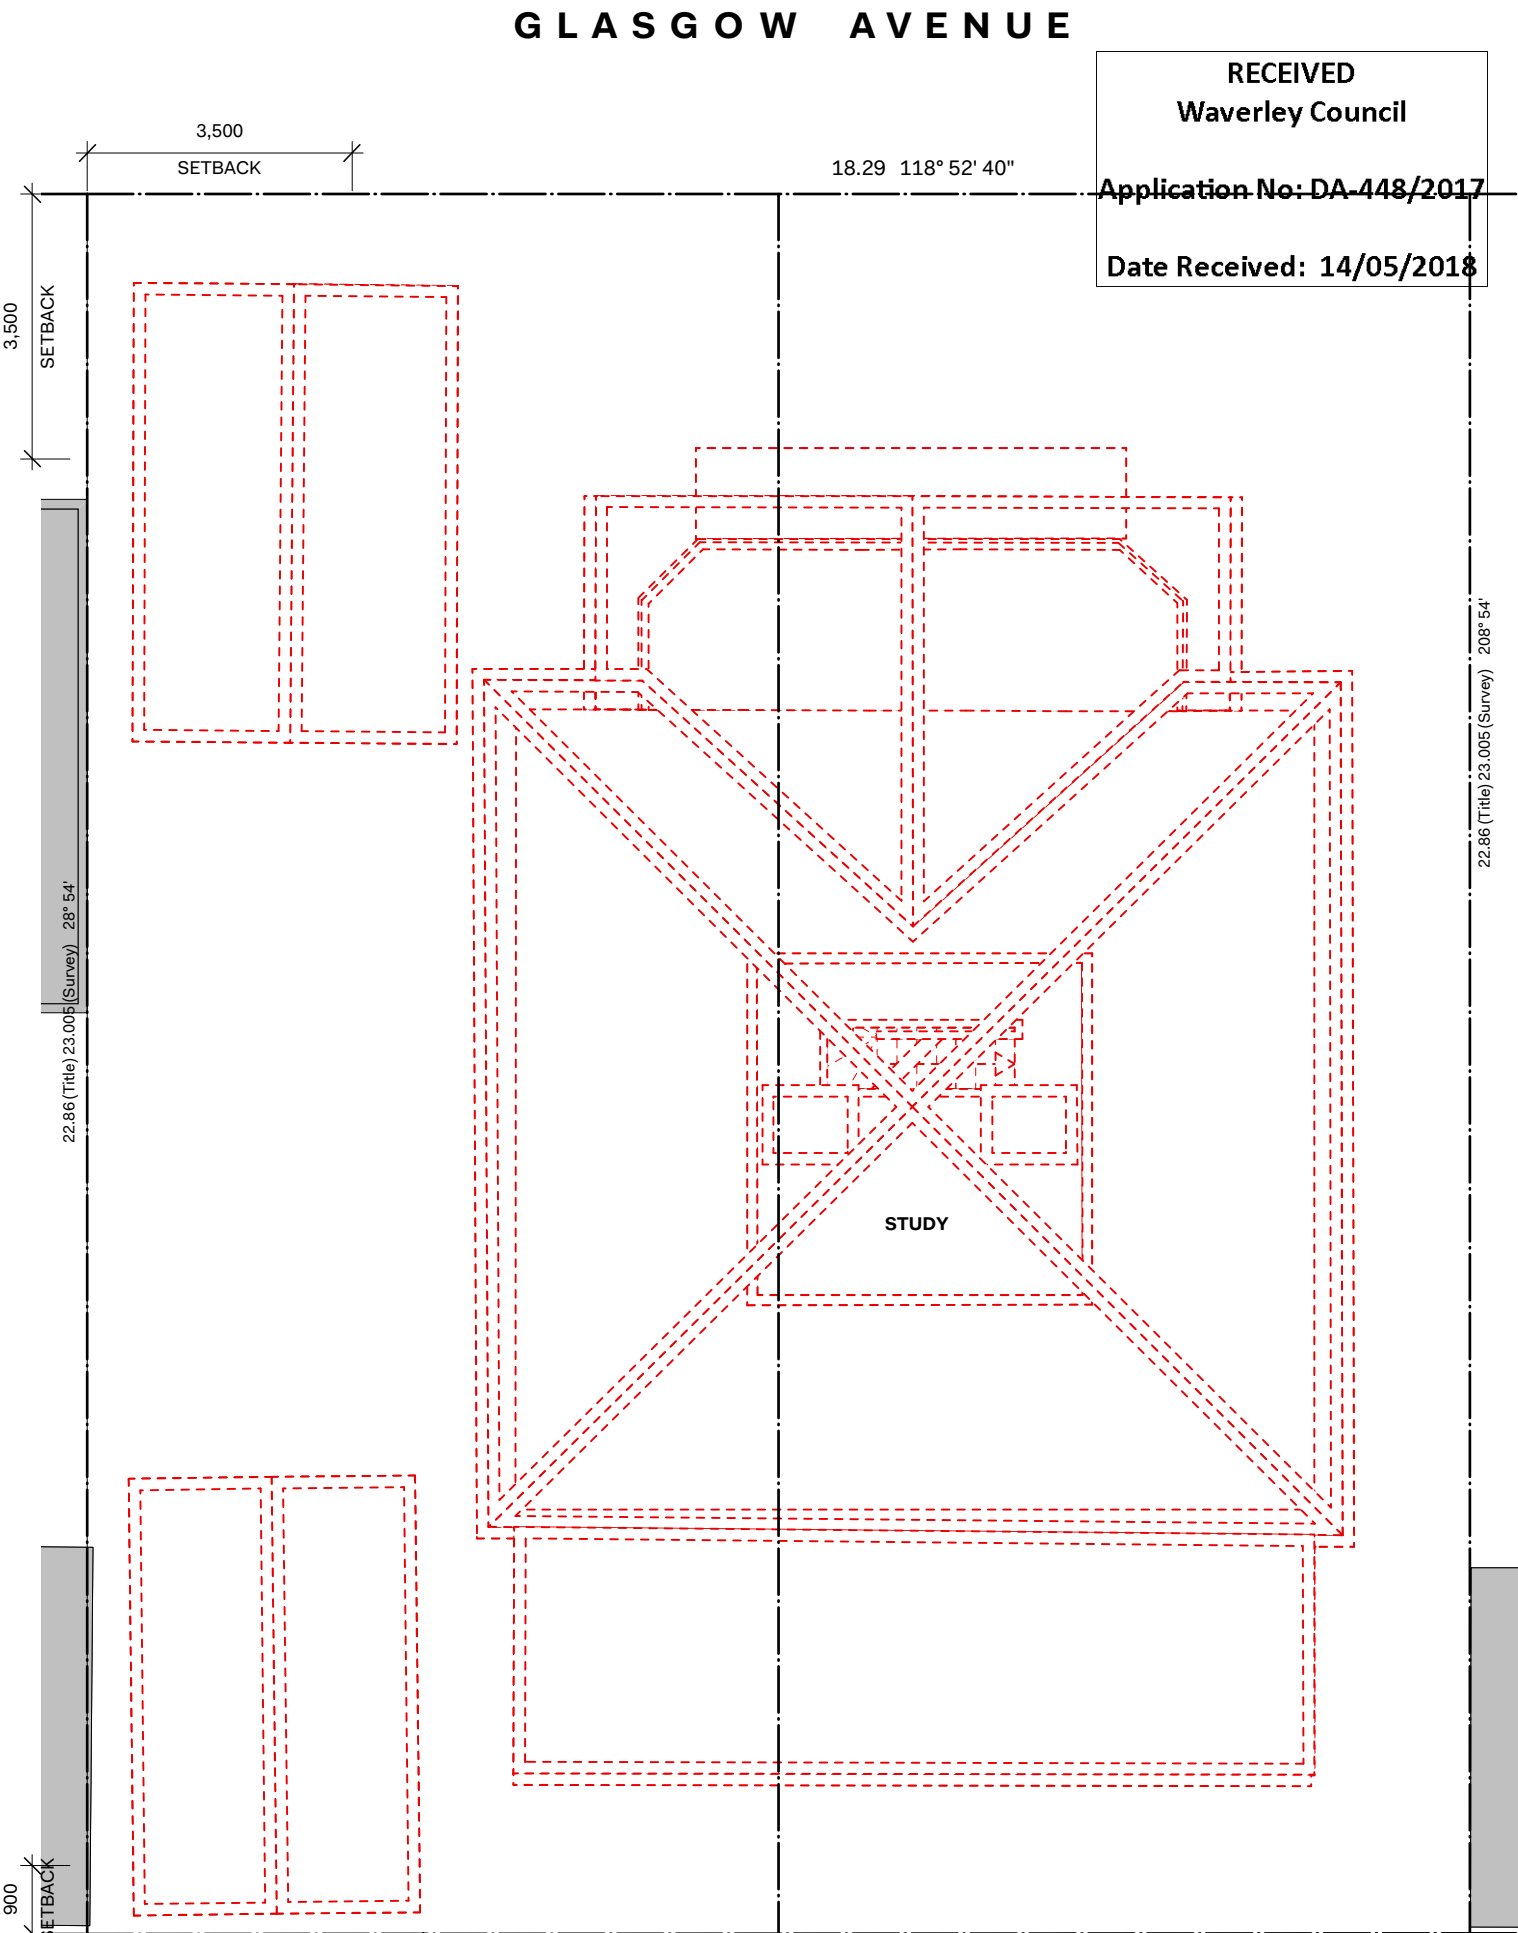 GLASGOW AVENUE
RECEIVED
Waverley Council
Application No: DA-448/2017
Date Received: 14/05/2018
3,500
SETBACK
18.29 118° 52' 40"
3,500
SETBACK
22.86 (Title) 23.005 (Survey) 28° 54'
22.86 (Title) 23.005 (Survey) 208° 54'
STUDY
900
SETBACK